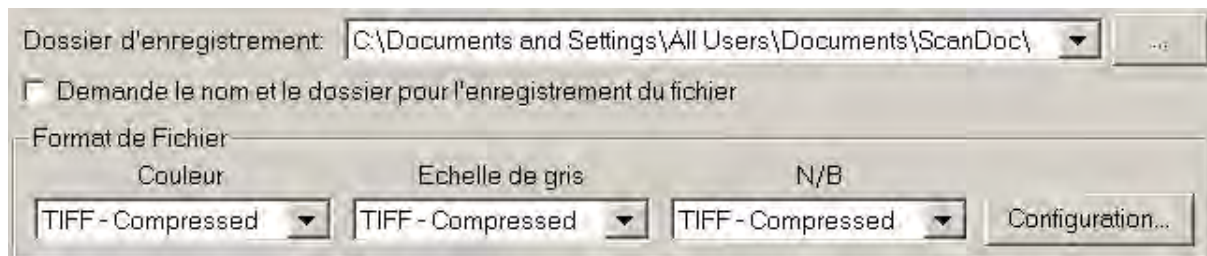 Dossier d'enregistrement: C:\Documents and Settings\All Users\Documents\ScanDoc\ ...
Demande le nom et le dossier pour l'enregistrement du fichier
Format de Fichier
Couleur Echelle de gris N/B
TIFF - Compressed TIFF - Compressed TIFF - Compressed Configuration...